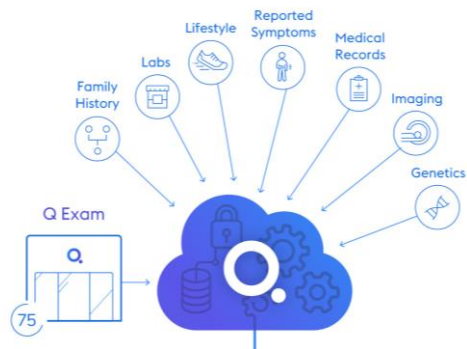 Reported
Symptoms
Lifestyle
Medical
Records
Labs
Family
History
Imaging
Genetics
Q Exam
Q.
75